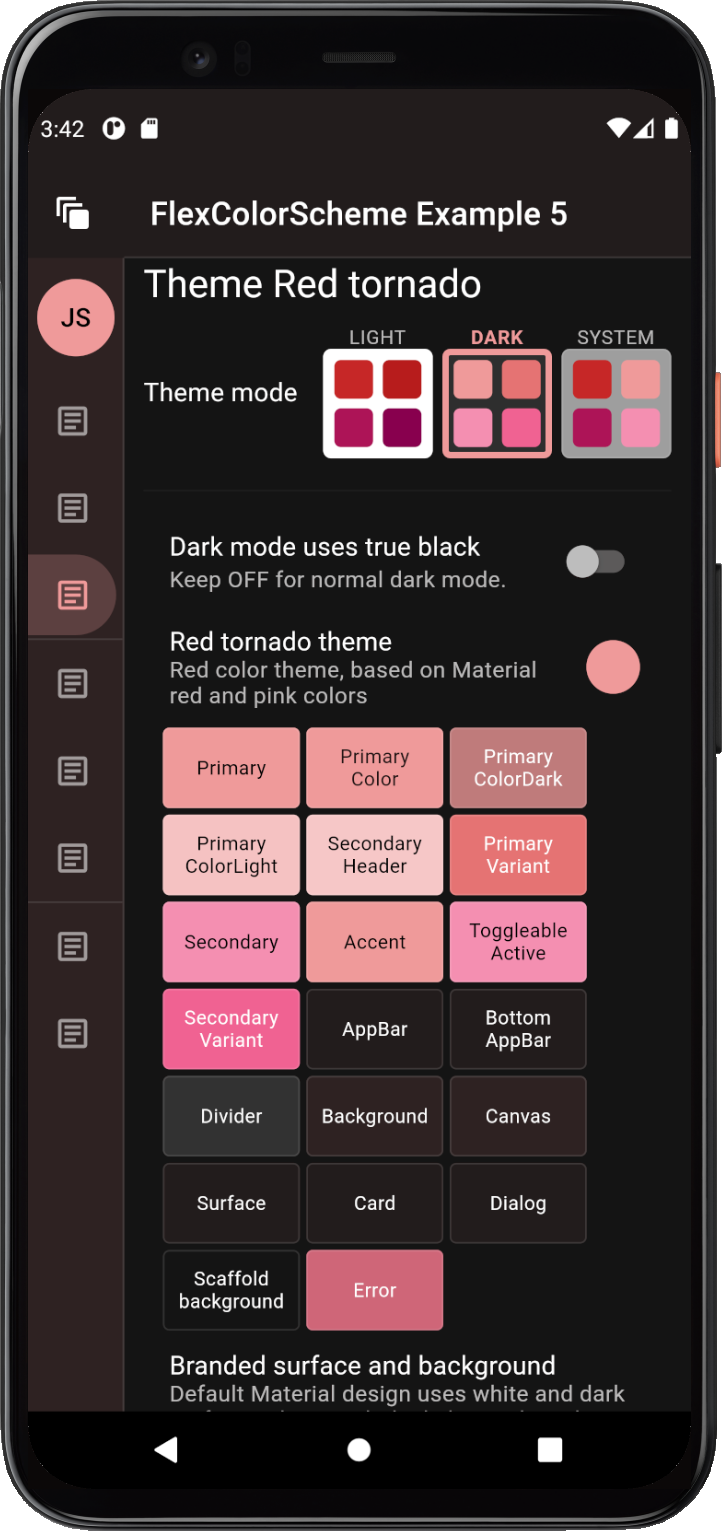 3:42
FlexColorScheme Example 5
JS
Theme Red tornado
LIGHT
DARK
SYSTEM
Theme mode
Dark mode uses true black
Keep OFF for normal dark mode.
Red tornado theme
Red color theme, based on Material
red and pink colors
Primary
Primary
Color
Primary
ColorDark
Primary
ColorLight
Secondary
Header
Primary
Variant
Secondary
Accent
Toggleable
Active
Secondary
Variant
AppBar
Bottom
AppBar
Divider
Background
Canvas
Surface
Card
Dialog
Scaffold
background
Error
Branded surface and background
Default Material design uses white and dark